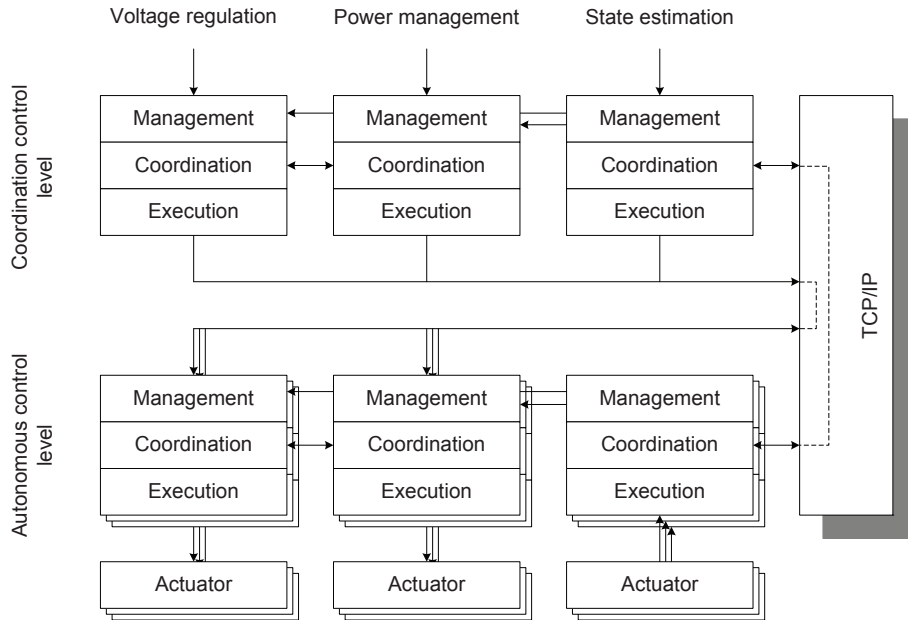 Voltage regulation
Power management
State estimation
Coordination control
level
Management
Coordination
Execution
Management
Coordination
Execution
Management
Coordination
Execution
TCP/IP
Autonomous control
level
Management
Coordination
Execution
Management
Coordination
Execution
Management
Coordination
Execution
Actuator
Actuator
Actuator